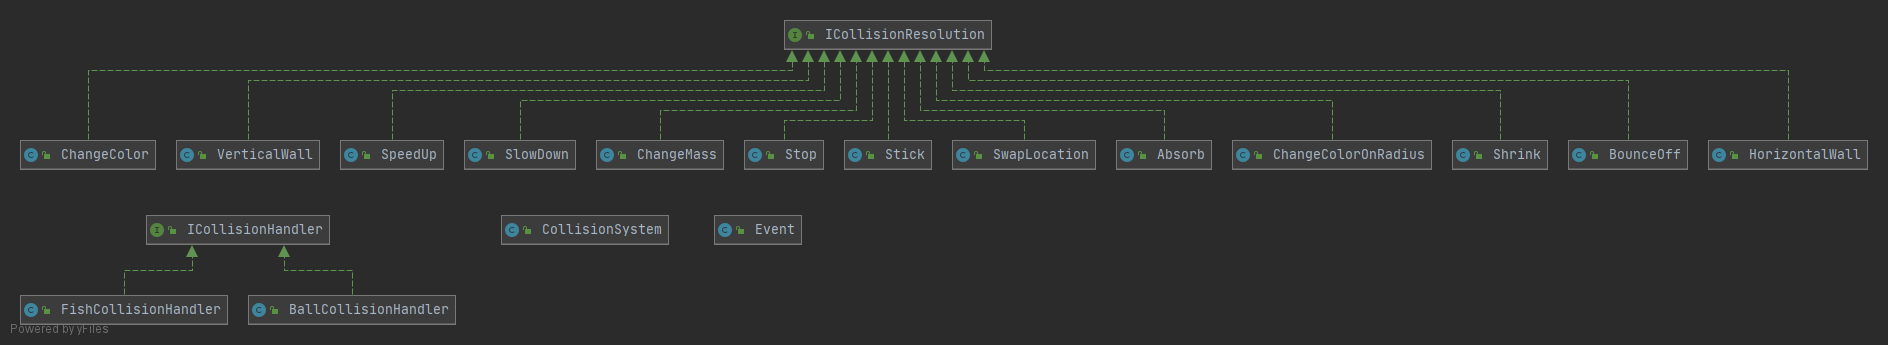 ICollisionResolution
ChangeColor
VerticalWall
SpeedUp
SlowDown
ChangeMass
Stop
Stick
SwapLocation
Absorb
ChangeColorOnRadius
Shrink
BounceOff
HorizontalWall
ICollisionHandler
CollisionSystem
Event
FishCollisionHandler
BallCollisionHandler
Powered by yFiles